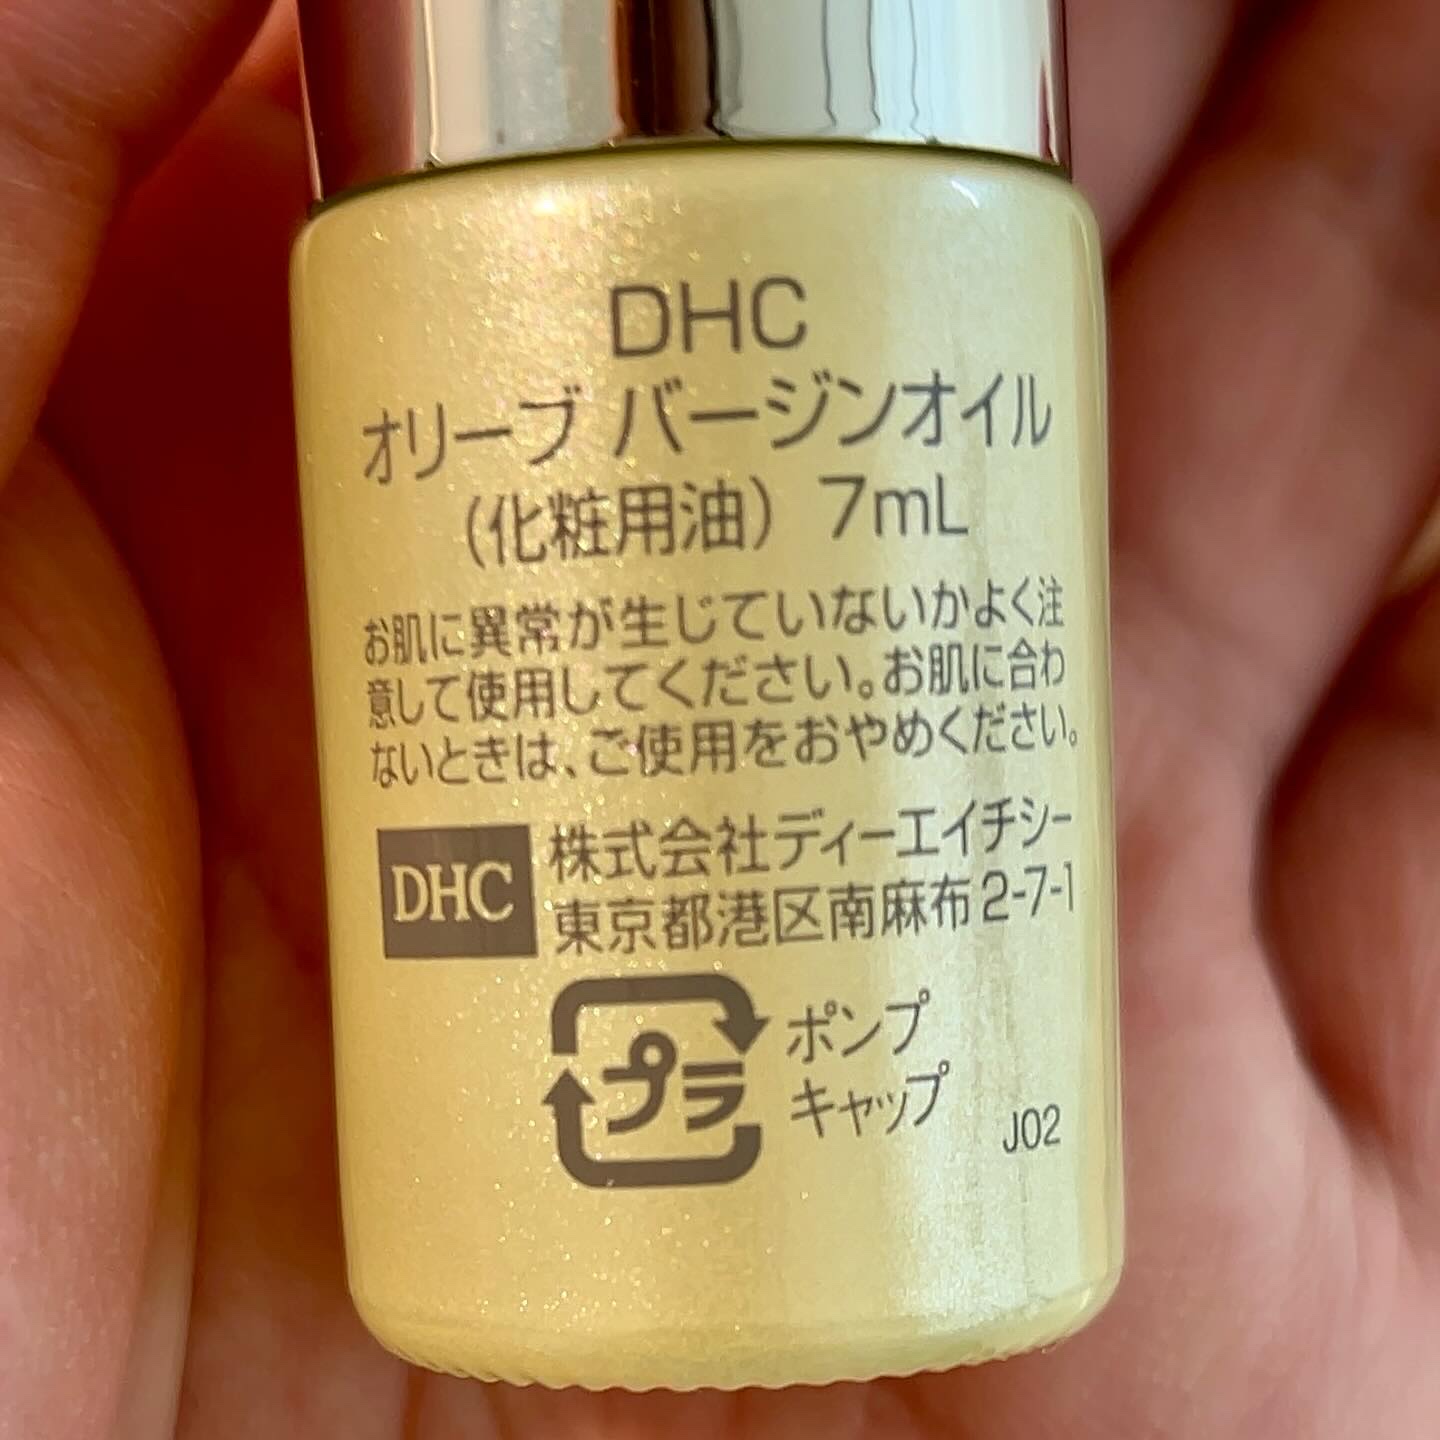 DHC
オリーブ バージンオイル
(化粧用油) 7mL
お肌に異常が生じていないかよく注
意して使用してください。お肌に合わ
ないときは、ご使用をおやめください。
DHC 株式会社ディーエイチシー
東京都港区南麻布2-7-1
プラ ポンプ
キャップ
J02